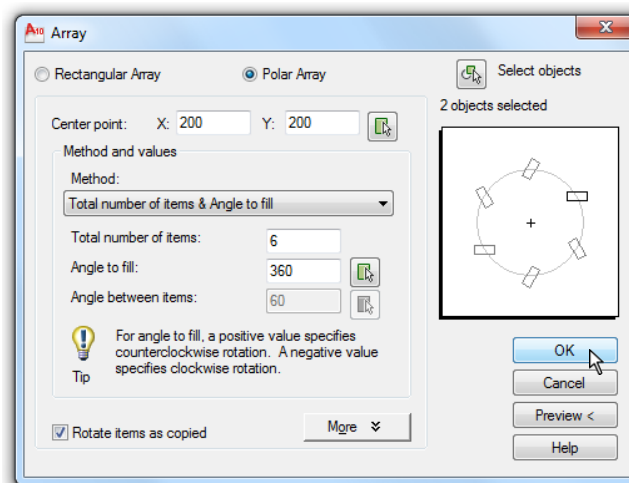 A10 Array
Rectangular Array Polar Array Select objects
2 objects selected
Center point: X: 200 Y: 200
Method and values
Method:
Total number of items & Angle to fill
Total number of items: 6
Angle to fill: 360
Angle between items: 60
For angle to fill, a positive value specifies
counterclockwise rotation. A negative value
specifies clockwise rotation.
Tip
Rotate items as copied
More
OK
Cancel
Preview <
Help